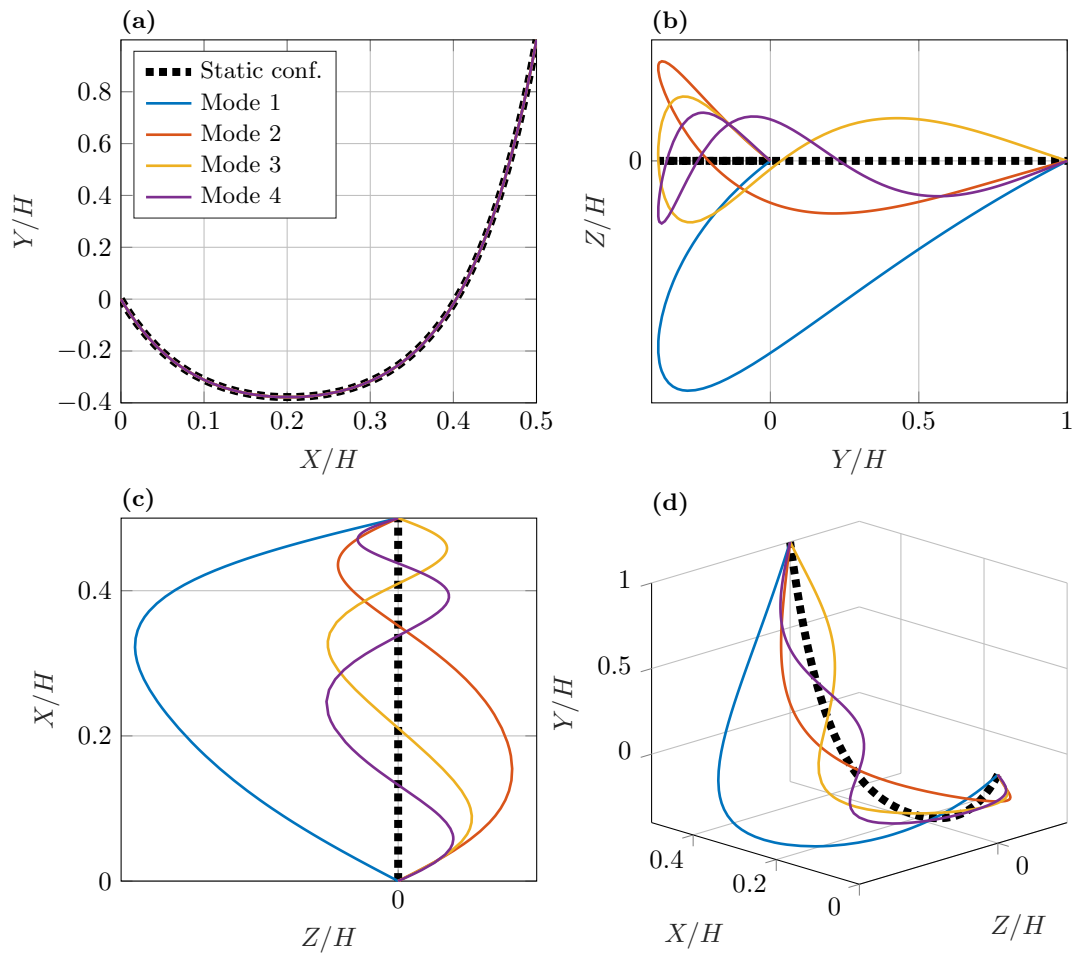 (a)
Y/H
0.8
0.6
0.4
0.2
0
−0.2
−0.4
Static conf.
Mode 1
Mode 2
Mode 3
Mode 4
0 0.1 0.2 0.3 0.4 0.5
X/H
(b)
Z/H
0
0 0.5 1
Y/H
(c)
X/H
0.4
0.2
0
0
Z/H
(d)
Y/H
1
0.5
0
0.4
0.2
0
X/H
0
Z/H